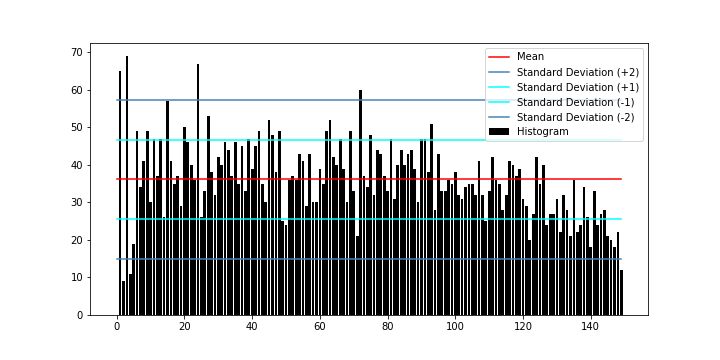 70
60
50
40
30
20
10
0
Mean
Standard Deviation (+2)
Standard Deviation (+1)
Standard Deviation (-1)
Standard Deviation (-2)
Histogram
0 20 40 60 80 100 120 140